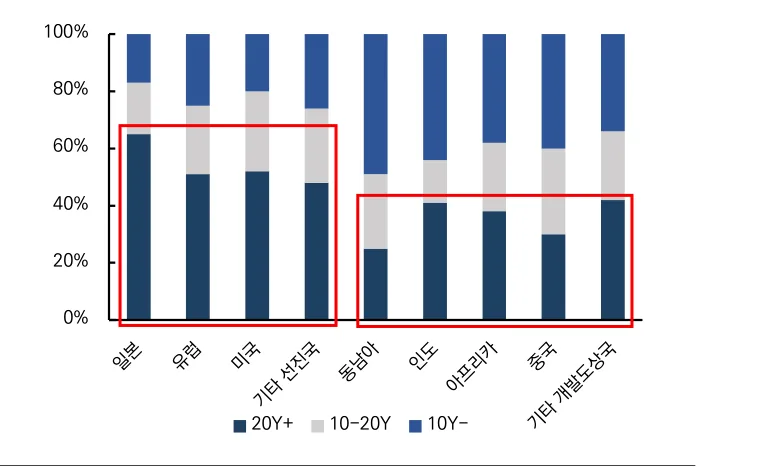 100%
80%
60%
40%
20%
0%
일본
유럽
미국
기타 선진국
동남아
인도
아프리카
중국
기타 개발도상국
20Y+ 10-20Y 10Y-